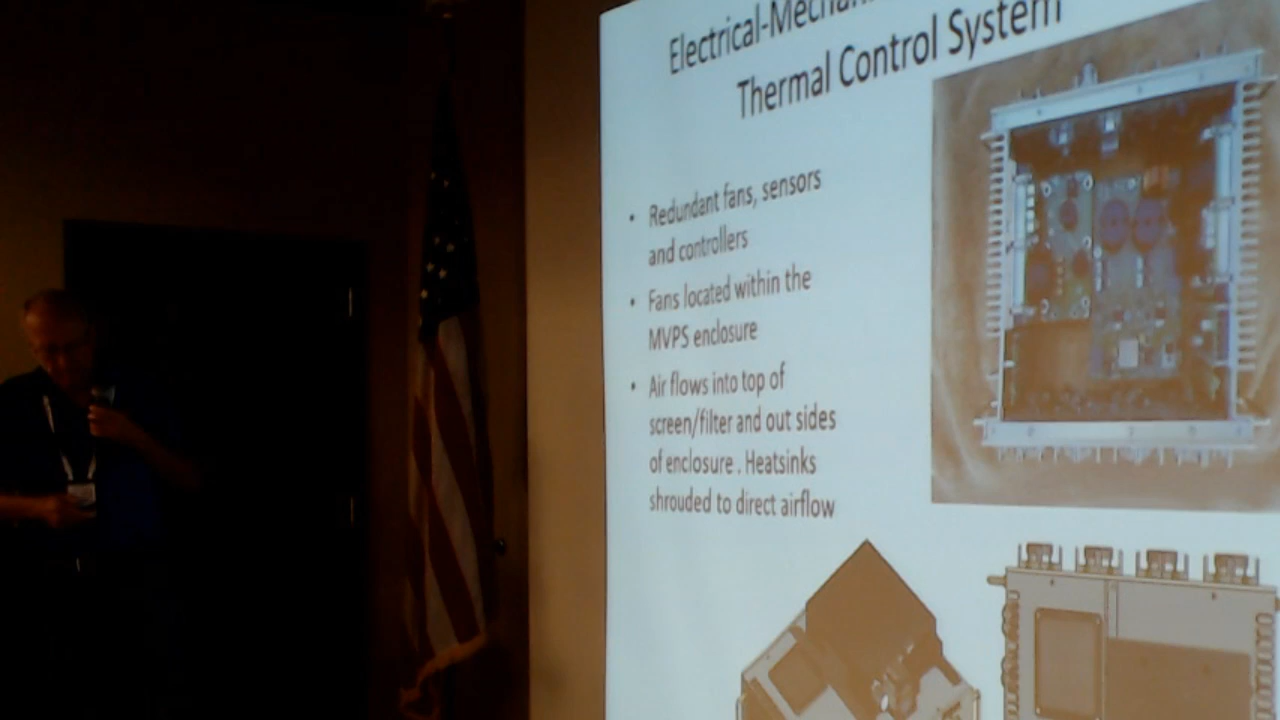 Electrical-Mechan
Thermal Control System
• Redundant fans, sensors
and controllers
• Fans located within the
MVPS enclosure
• Air flows into top of
screen/filter and out sides
of enclosure . Heatsinks
shrouded to direct airflow